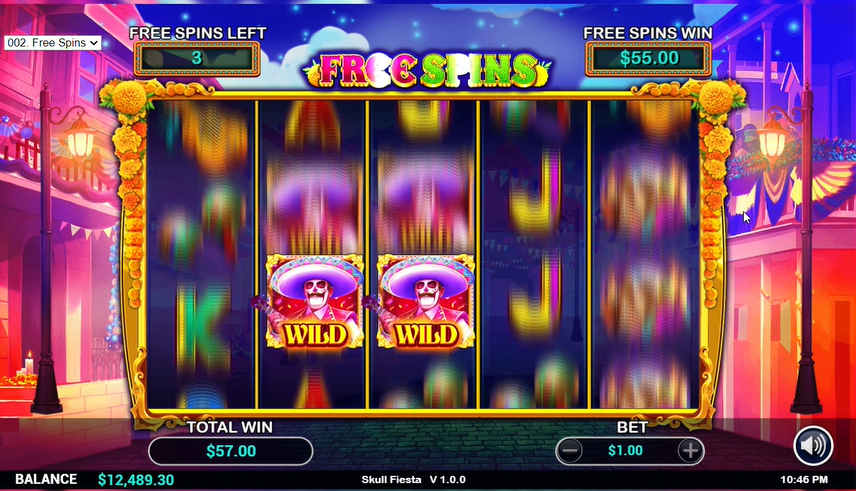 FREE SPINS LEFT
FREE SPINS WIN
002. Free Spins
3
FREE SPINS
$55.00
K
J
J
WILD
WILD
TOTAL WIN
BET
$57.00
$1.00
BALANCE $12,489.30
Skull Fiesta V 1.0.0
10:46 PM